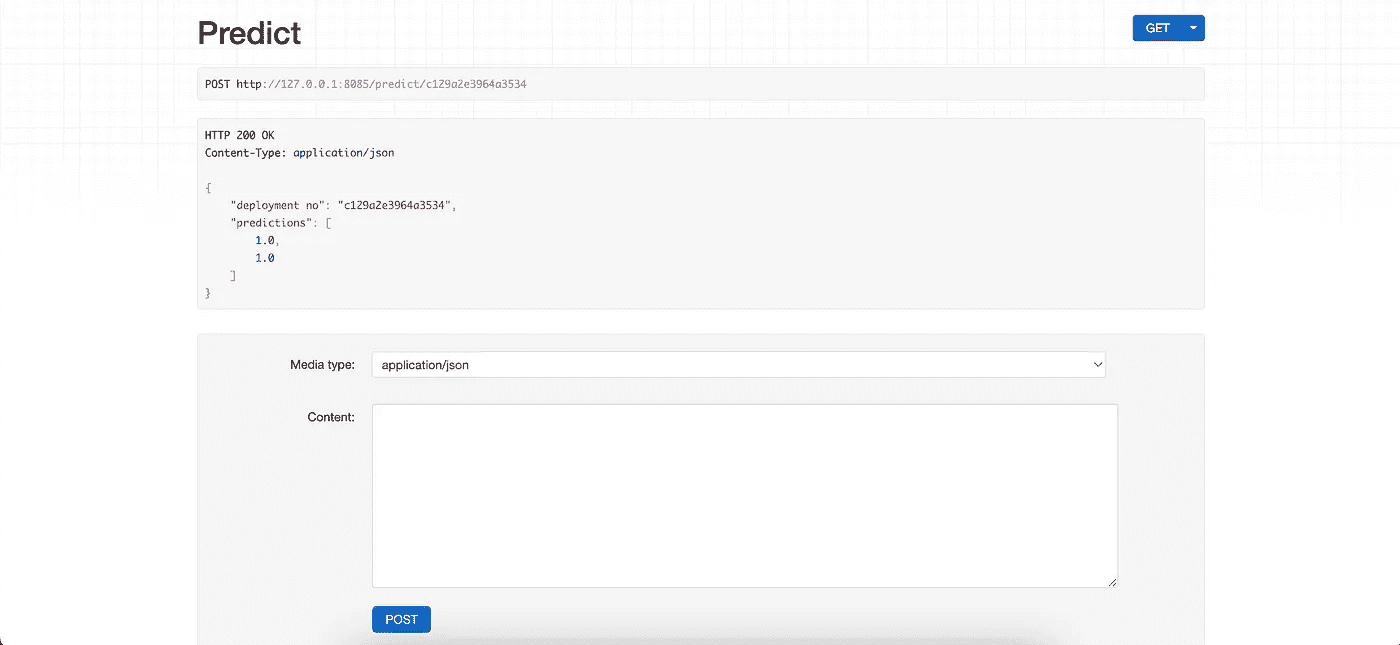 Predict
GET
POST http://127.0.0.1:8085/predict/c129a2e3964a3534
HTTP 200 OK
Content-Type: application/json
{
"deployment no": "c129a2e3964a3534",
"predictions": [
1.0,
1.0
]
}
Media type: application/json
Content:
POST